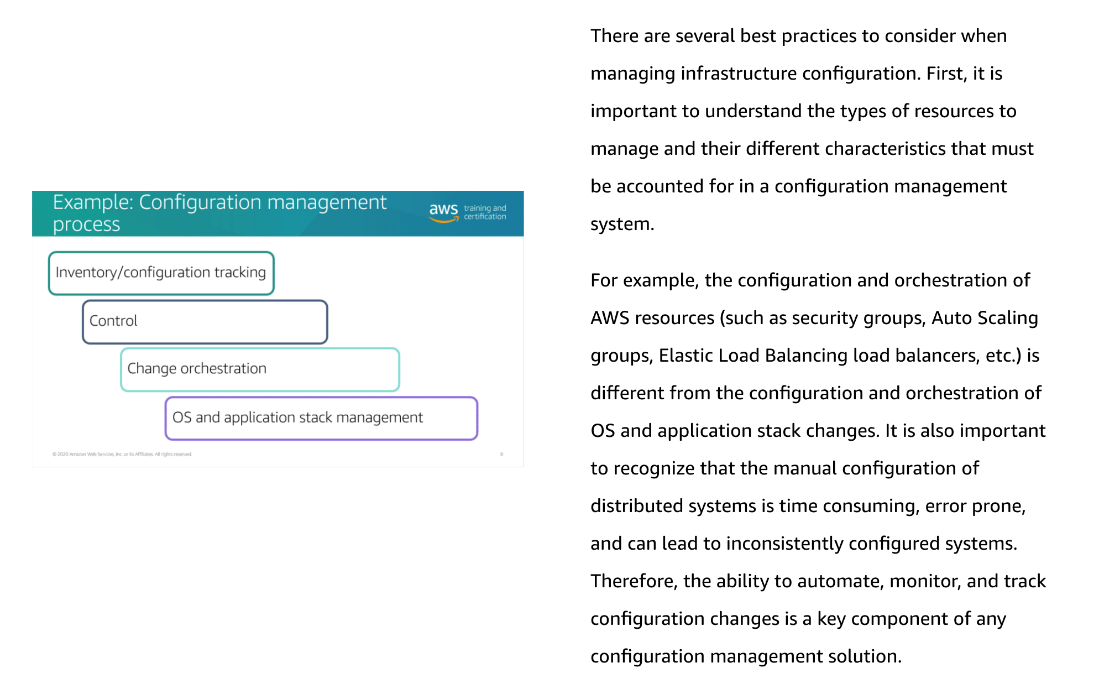 Example: Configuration management
process
aws training and
certification
Inventory/configuration tracking
Control
Change orchestration
OS and application stack management
© 2020 Amazon Web Services, Inc. or its Affiliates. All rights reserved.
There are several best practices to consider when
managing infrastructure configuration. First, it is
important to understand the types of resources to
manage and their different characteristics that must
be accounted for in a configuration management
system.
For example, the configuration and orchestration of
AWS resources (such as security groups, Auto Scaling
groups, Elastic Load Balancing load balancers, etc.) is
different from the configuration and orchestration of
OS and application stack changes. It is also important
to recognize that the manual configuration of
distributed systems is time consuming, error prone,
and can lead to inconsistently configured systems.
Therefore, the ability to automate, monitor, and track
configuration changes is a key component of any
configuration management solution.